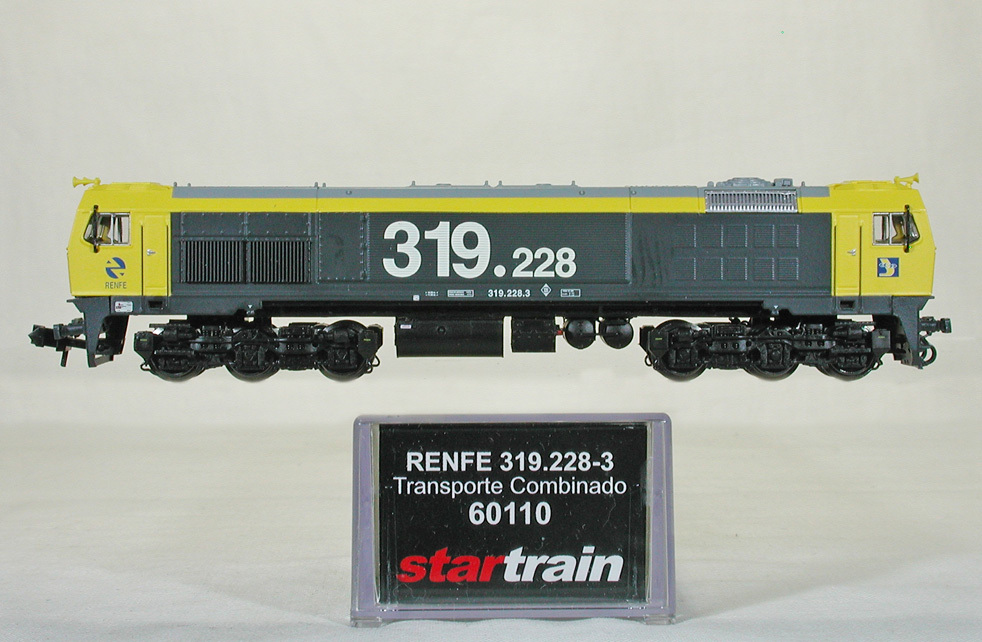 319.228
RENFE
319.228.3
RENFE 319.228-3
Transporte Combinado
60110
startrain